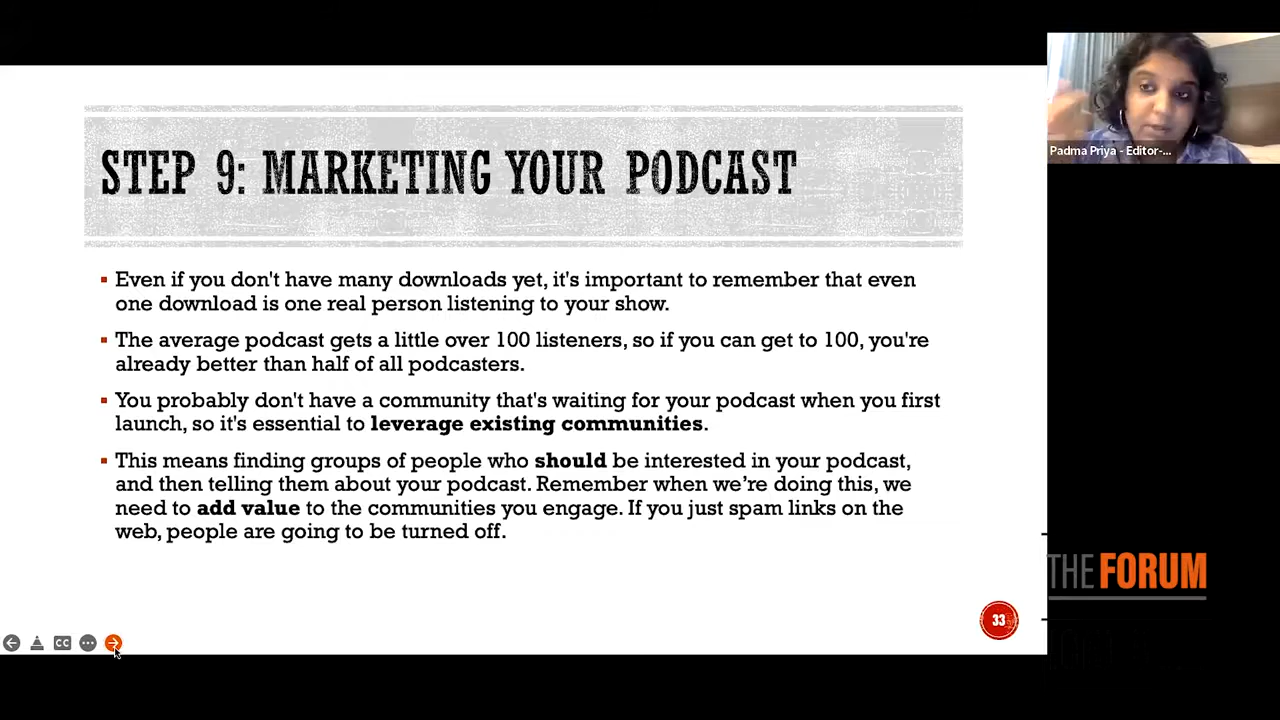 STEP 9: MARKETING YOUR PODCAST
Even if you don't have many downloads yet, it's important to remember that even
one download is one real person listening to your show.
The average podcast gets a little over 100 listeners, so if you can get to 100, you're
already better than half of all podcasters.
You probably don't have a community that's waiting for your podcast when you first
launch, so it's essential to leverage existing communities.
This means finding groups of people who should be interested in your podcast,
and then telling them about your podcast. Remember when we’re doing this, we
need to add value to the communities you engage. If you just spam links on the
web, people are going to be turned off.
33
CC
Padma Priya - Editor-...
THE FORUM